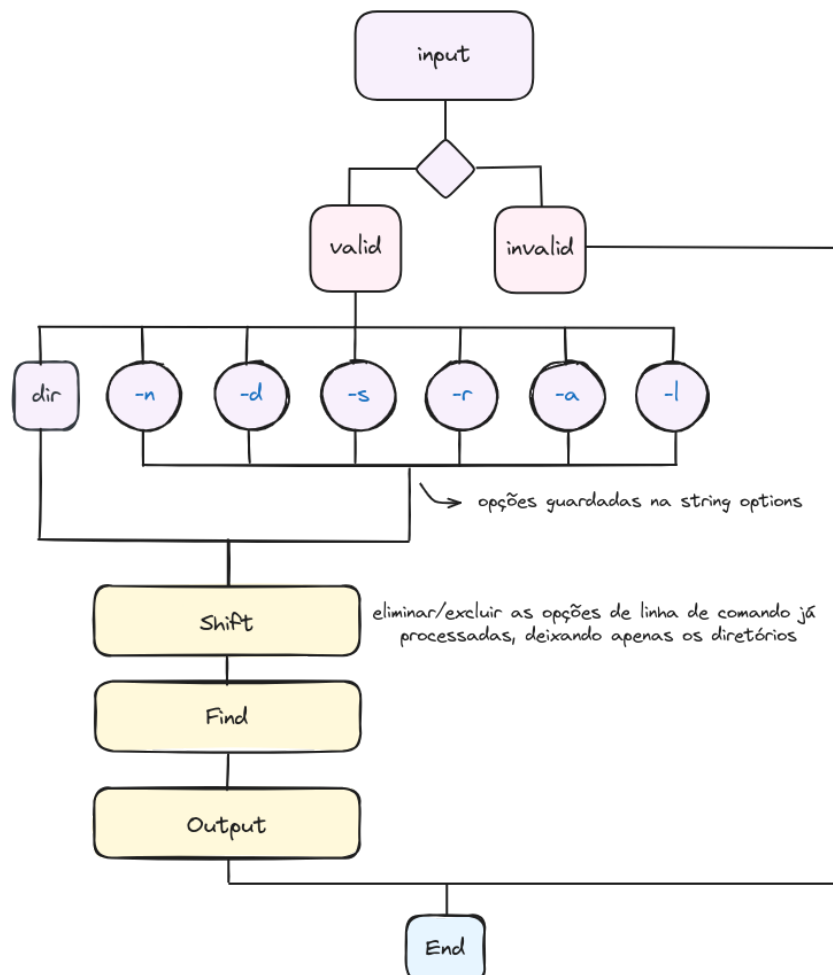 input
valid
invalid
dir
-n
-d
-s
-r
-a
-l
opções guardadas na string options
Shift
eliminar/excluir as opções de linha de comando já
processadas, deixando apenas os diretórios
Find
Output
End